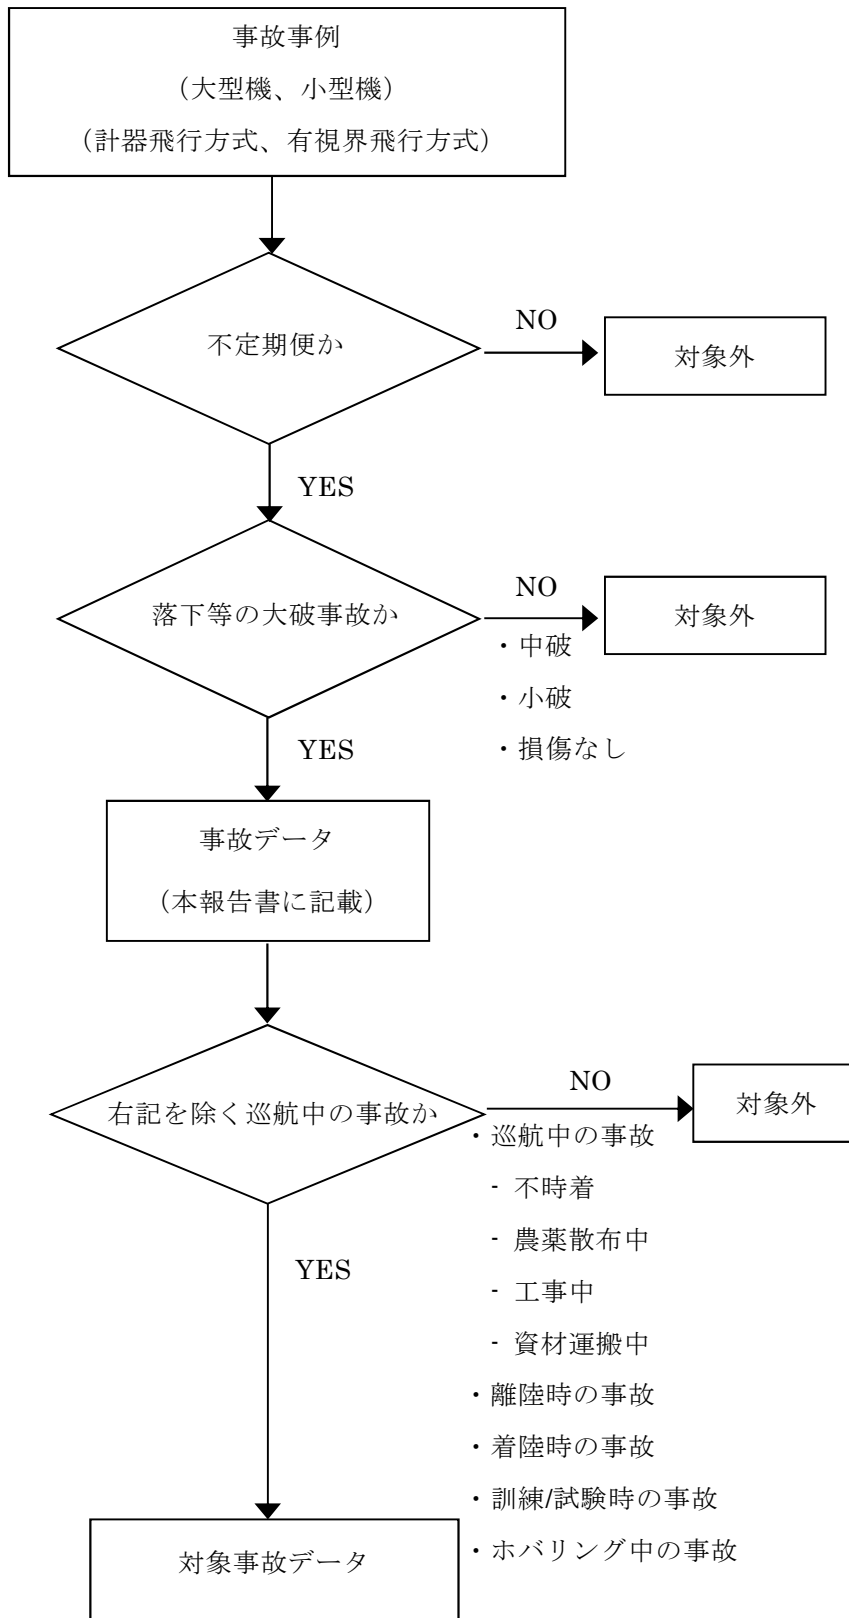 事故事例
（大型機、小型機）
（計器飛行方式、有視界飛行方式）
不定期便か
NO
対象外
YES
落下等の大破事故か
NO
対象外
・中破
・小破
・損傷なし
YES
事故データ
（本報告書に記載）
右記を除く巡航中の事故か
NO
対象外
・巡航中の事故
- 不時着
- 農薬散布中
- 工事中
- 資材運搬中
・離陸時の事故
・着陸時の事故
・訓練/試験時の事故
・ホバリング中の事故
YES
対象事故データ